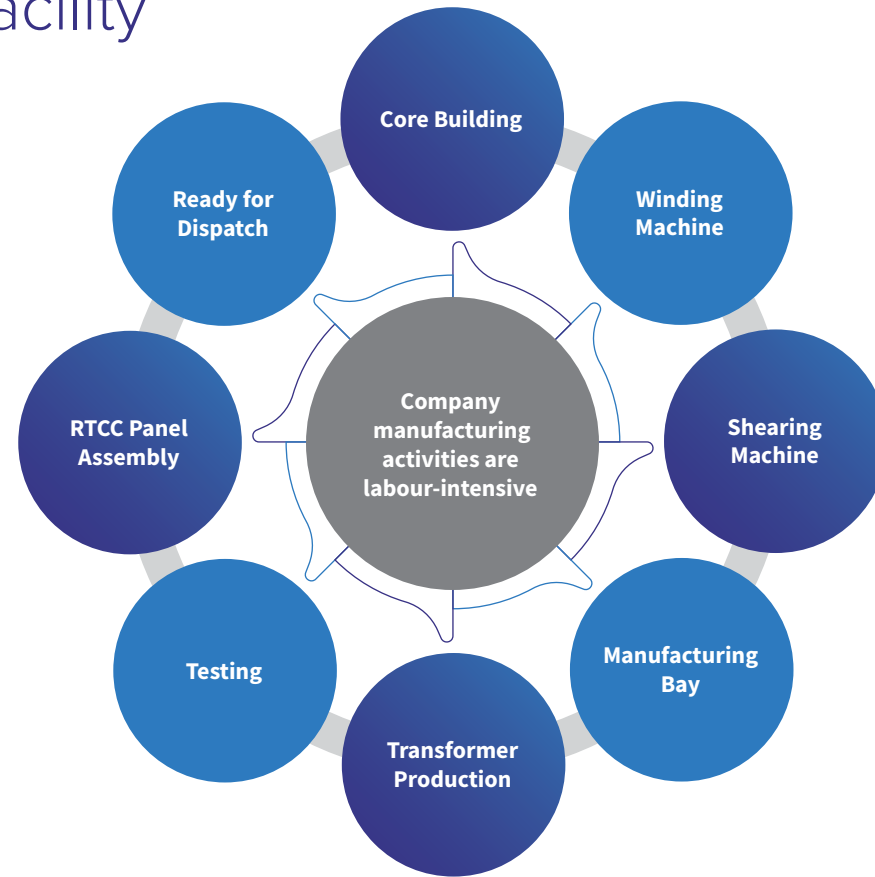 acility
Core Building
Winding
Machine
Shearing
Machine
Manufacturing
Bay
Transformer
Production
Testing
RTCC Panel
Assembly
Ready for
Dispatch
Company
manufacturing
activities are
labour-intensive